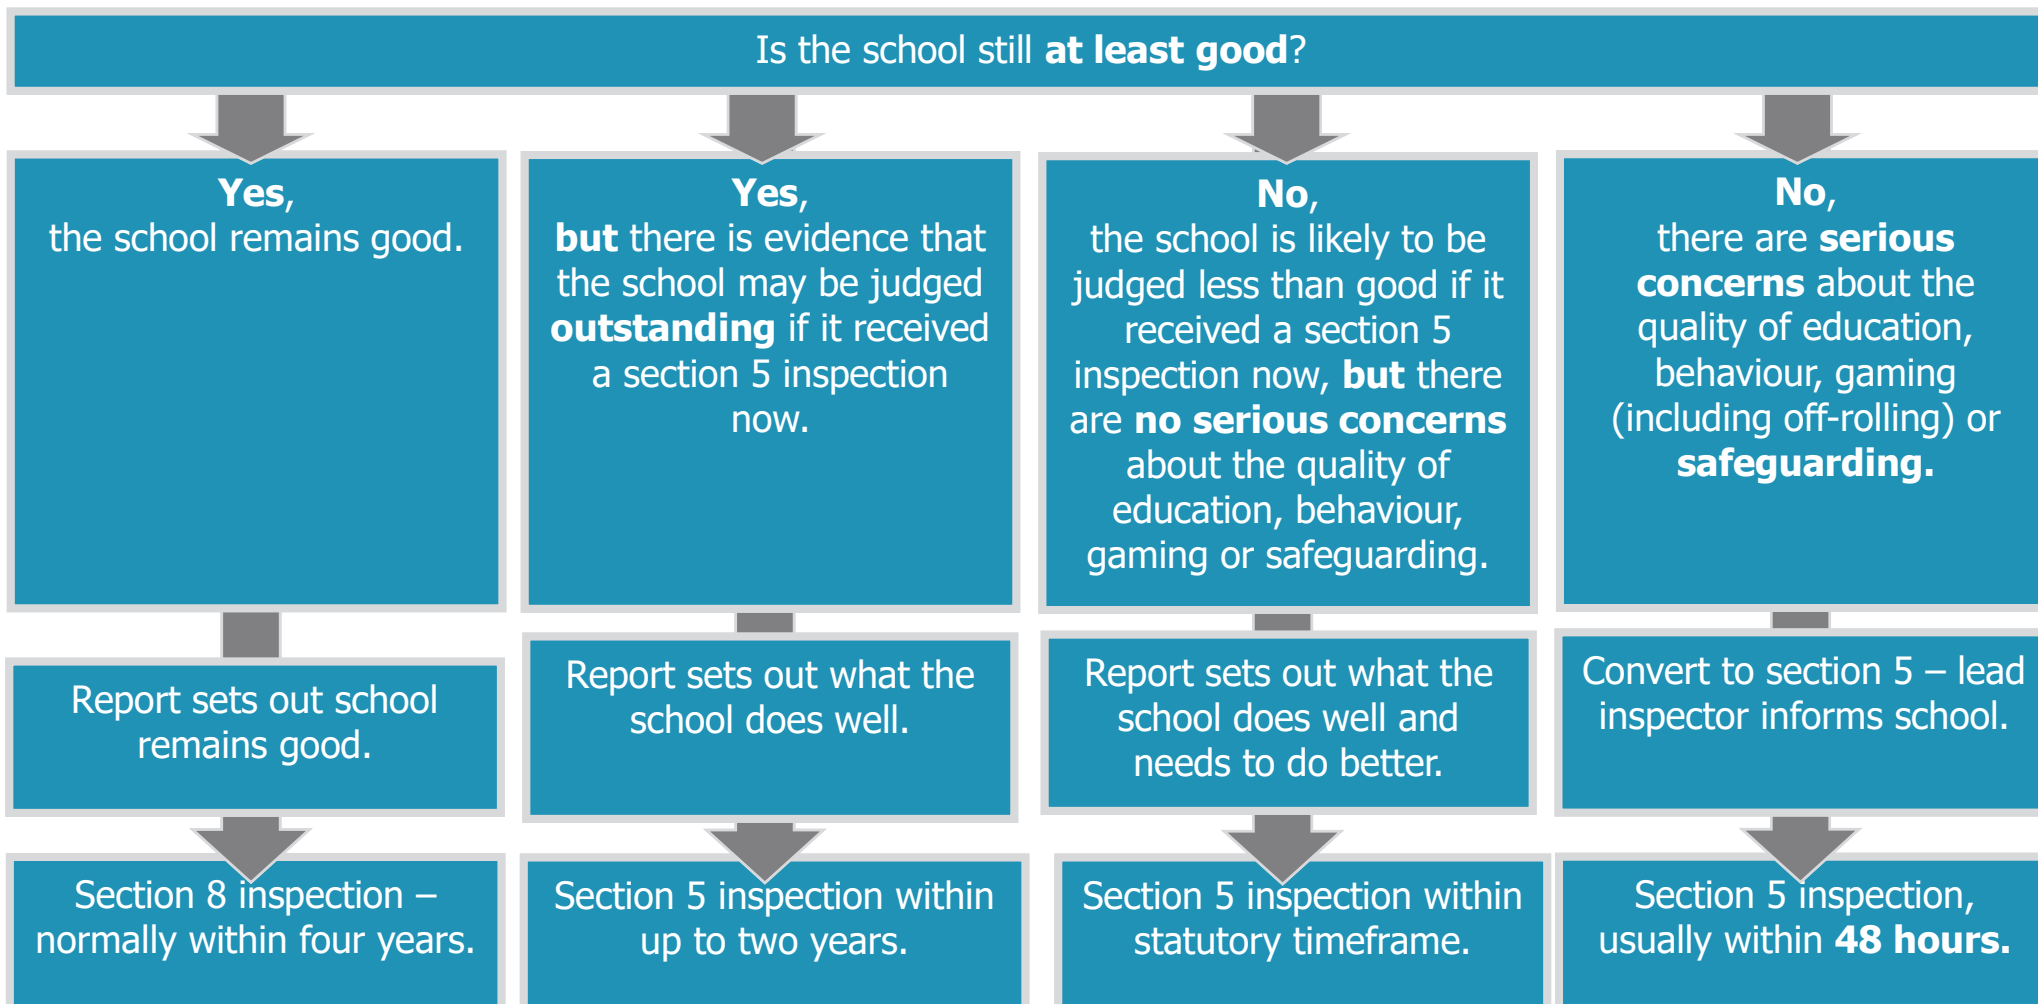 Is the school still at least good?
Yes,
the school remains good.
Yes,
but there is evidence that
the school may be judged
outstanding if it received
a section 5 inspection
now.
No,
the school is likely to be
judged less than good if it
received a section 5
inspection now, but there
are no serious concerns
about the quality of
education, behaviour,
gaming or safeguarding.
No,
there are serious
concerns about the
quality of education,
behaviour, gaming
(including off-rolling) or
safeguarding.
Report sets out school
remains good.
Report sets out what the
school does well.
Report sets out what the
school does well and
needs to do better.
Convert to section 5 – lead
inspector informs school.
Section 8 inspection –
normally within four years.
Section 5 inspection within
up to two years.
Section 5 inspection within
statutory timeframe.
Section 5 inspection,
usually within 48 hours.